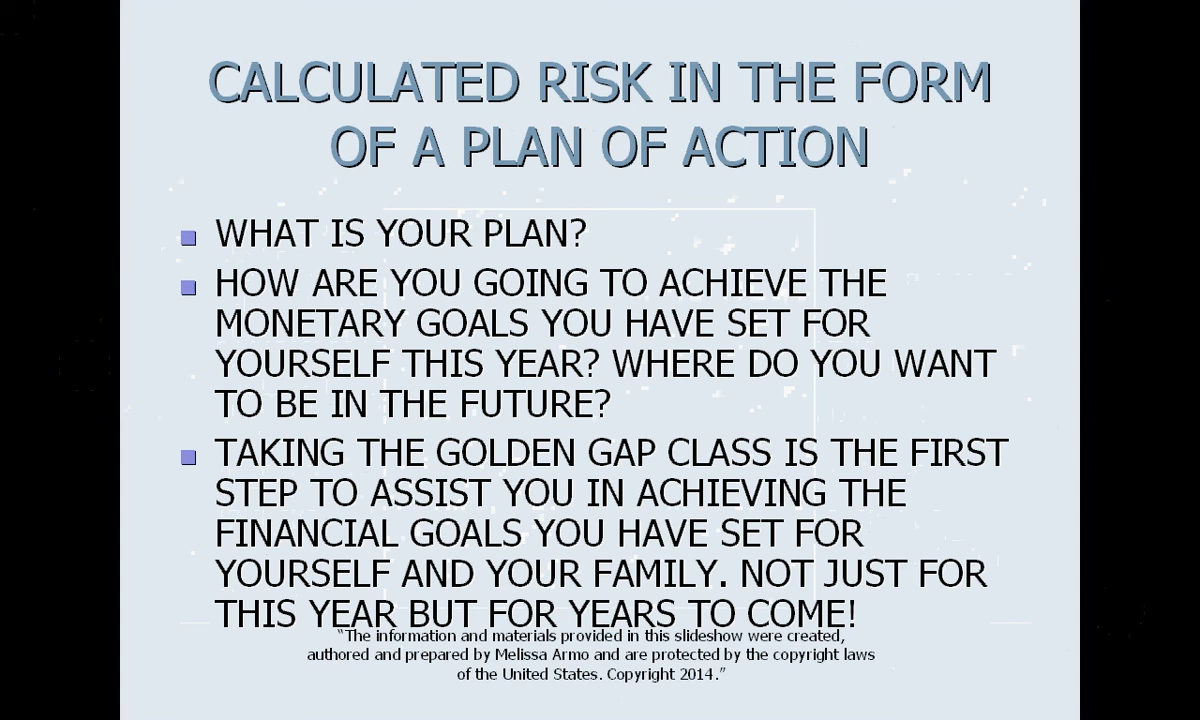 CALCULATED RISK IN THE FORM
OF A PLAN OF ACTION
WHAT IS YOUR PLAN?
HOW ARE YOU GOING TO ACHIEVE THE
MONETARY GOALS YOU HAVE SET FOR
YOURSELF THIS YEAR? WHERE DO YOU WANT
TO BE IN THE FUTURE?
TAKING THE GOLDEN GAP CLASS IS THE FIRST
STEP TO ASSIST YOU IN ACHIEVING THE
FINANCIAL GOALS YOU HAVE SET FOR
YOURSELF AND YOUR FAMILY. NOT JUST FOR
THIS YEAR BUT FOR YEARS TO COME!
“The information and materials provided in this slideshow were created,
authored and prepared by Melissa Armo and are protected by the copyright laws
of the United States. Copyright 2014.”